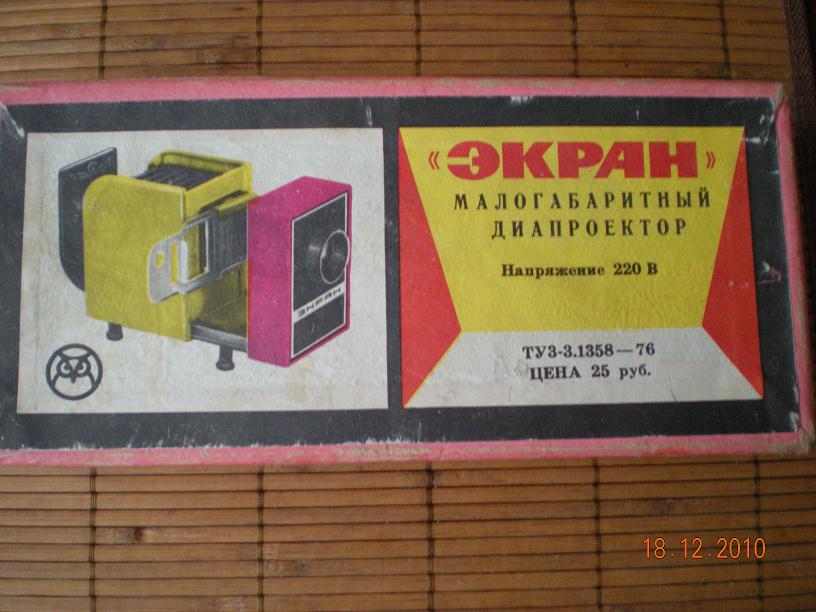 ЭКРАН
«ЭКРАН»
МАЛОГАБАРИТНЫЙ
ДИАПРОЕКТОР
Напряжение 220 В
ТУ3-3.1358—76
ЦЕНА 25 руб.
18.12.2010